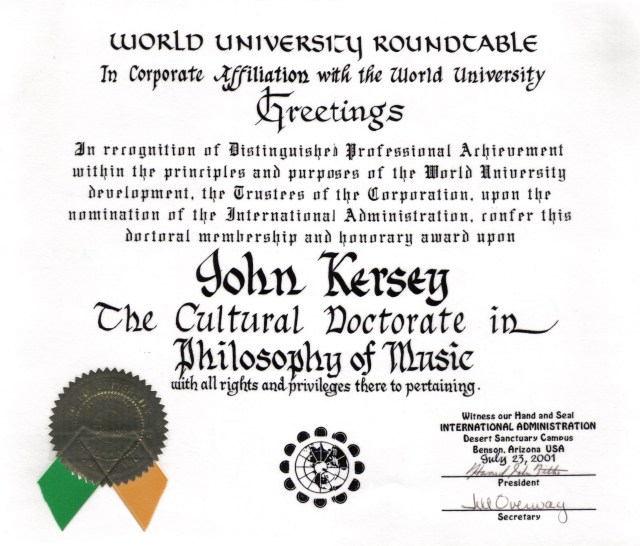 WORLD UNIVERSITY ROUNDTABLE
In Corporate Affiliation with the World University
Greetings
In recognition of Distinguished Professional Achievement
within the principles and purposes of the World University
development, the Trustees of the Corporation, upon the
nomination of the International Administration, confer this
doctoral membership and honorary award upon
John Kersey
The Cultural Doctorate in
Philosophy of Music
with all rights and privileges there to pertaining.
Witness our Hand and Seal
INTERNATIONAL ADMINISTRATION
Desert Sanctuary Campus
Benson, Arizona USA
July 23, 2001
President
Jill Overway
Secretary